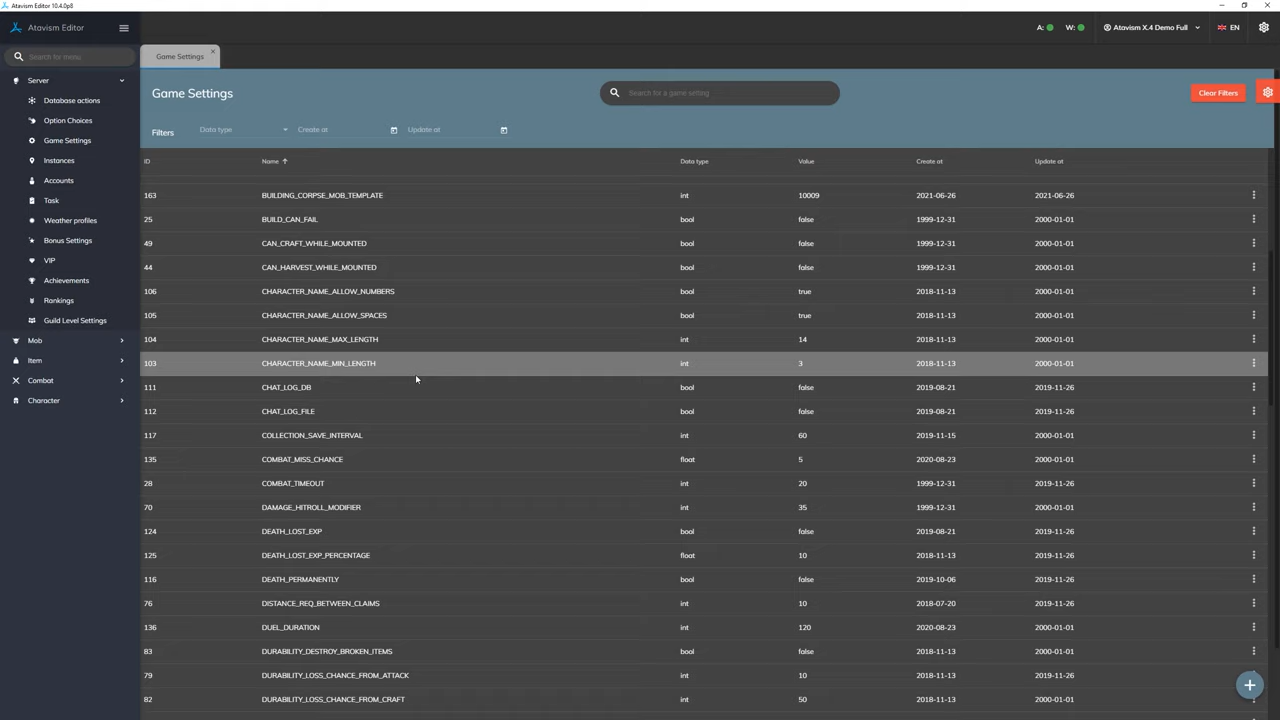 Atavism Editor 10.4.0p8
Atavism Editor
A:
W:
Atavism X.4 Demo Full
EN
Search for menu
Game Settings
Server
Database actions
Option Choices
Game Settings
Instances
Accounts
Task
Weather profiles
Bonus Settings
VIP
Achievements
Rankings
Guild Level Settings
Mob
Item
Combat
Character
Game Settings
Search for a game setting
Clear Filters
Filters
Data type
Create at
Update at
ID Name Data type Value Create at Update at
163 BUILDING_CORPSE_MOB_TEMPLATE int 10009 2021-06-26 2021-06-26
25 BUILD_CAN_FAIL bool false 1999-12-31 2000-01-01
49 CAN_CRAFT_WHILE_MOUNTED bool false 1999-12-31 2000-01-01
44 CAN_HARVEST_WHILE_MOUNTED bool false 1999-12-31 2000-01-01
106 CHARACTER_NAME_ALLOW_NUMBERS bool true 2018-11-13 2000-01-01
105 CHARACTER_NAME_ALLOW_SPACES bool true 2018-11-13 2000-01-01
104 CHARACTER_NAME_MAX_LENGTH int 14 2018-11-13 2000-01-01
103 CHARACTER_NAME_MIN_LENGTH int 3 2018-11-13 2000-01-01
111 CHAT_LOG_DB bool false 2019-08-21 2019-11-26
112 CHAT_LOG_FILE bool false 2019-08-21 2019-11-26
117 COLLECTION_SAVE_INTERVAL int 60 2019-11-15 2000-01-01
135 COMBAT_MISS_CHANCE float 5 2020-08-23 2000-01-01
28 COMBAT_TIMEOUT int 20 1999-12-31 2019-11-26
70 DAMAGE_HITROLL_MODIFIER int 35 1999-12-31 2000-01-01
124 DEATH_LOST_EXP bool false 2019-08-21 2019-11-26
125 DEATH_LOST_EXP_PERCENTAGE float 10 2018-11-13 2019-11-26
116 DEATH_PERMANENTLY bool false 2019-10-06 2019-11-26
76 DISTANCE_REQ_BETWEEN_CLAIMS int 10 2018-07-20 2019-11-26
136 DUEL_DURATION int 120 2020-08-23 2000-01-01
83 DURABILITY_DESTROY_BROKEN_ITEMS bool false 2018-11-13 2019-11-26
79 DURABILITY_LOSS_CHANCE_FROM_ATTACK int 10 2018-11-13 2019-11-26
82 DURABILITY_LOSS_CHANCE_FROM_CRAFT int 50 2018-11-13 2000-01-01